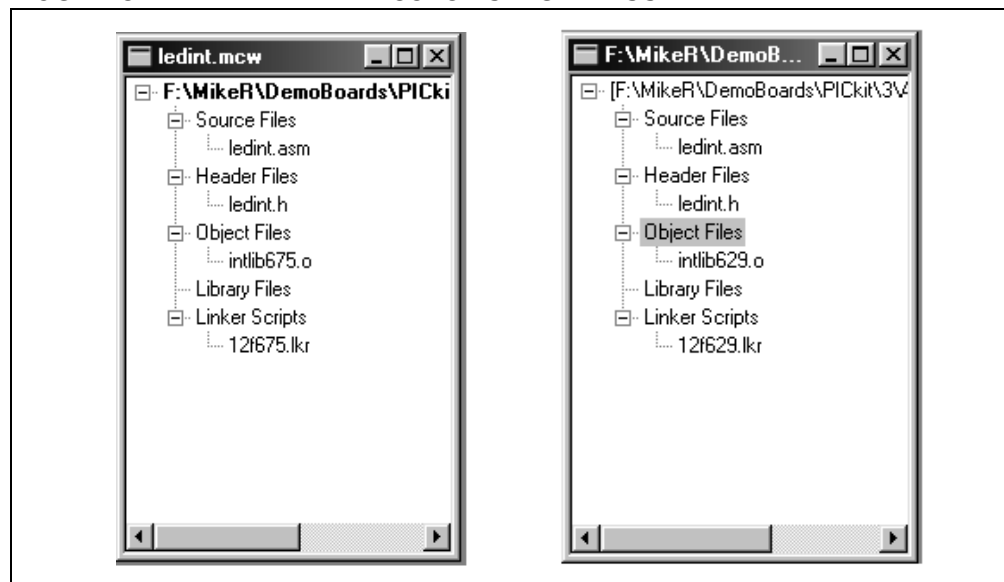 ledint.mcw
F:\MikeR\DemoBoards\PICki
Source Files
ledint.asm
Header Files
ledint.h
Object Files
intlib675.o
Library Files
Linker Scripts
12f675.lkr
F:\MikeR\DemoB...
[F:\MikeR\DemoBoards\PICkit\3\
Source Files
ledint.asm
Header Files
ledint.h
Object Files
intlib629.o
Library Files
Linker Scripts
12f629.lkr